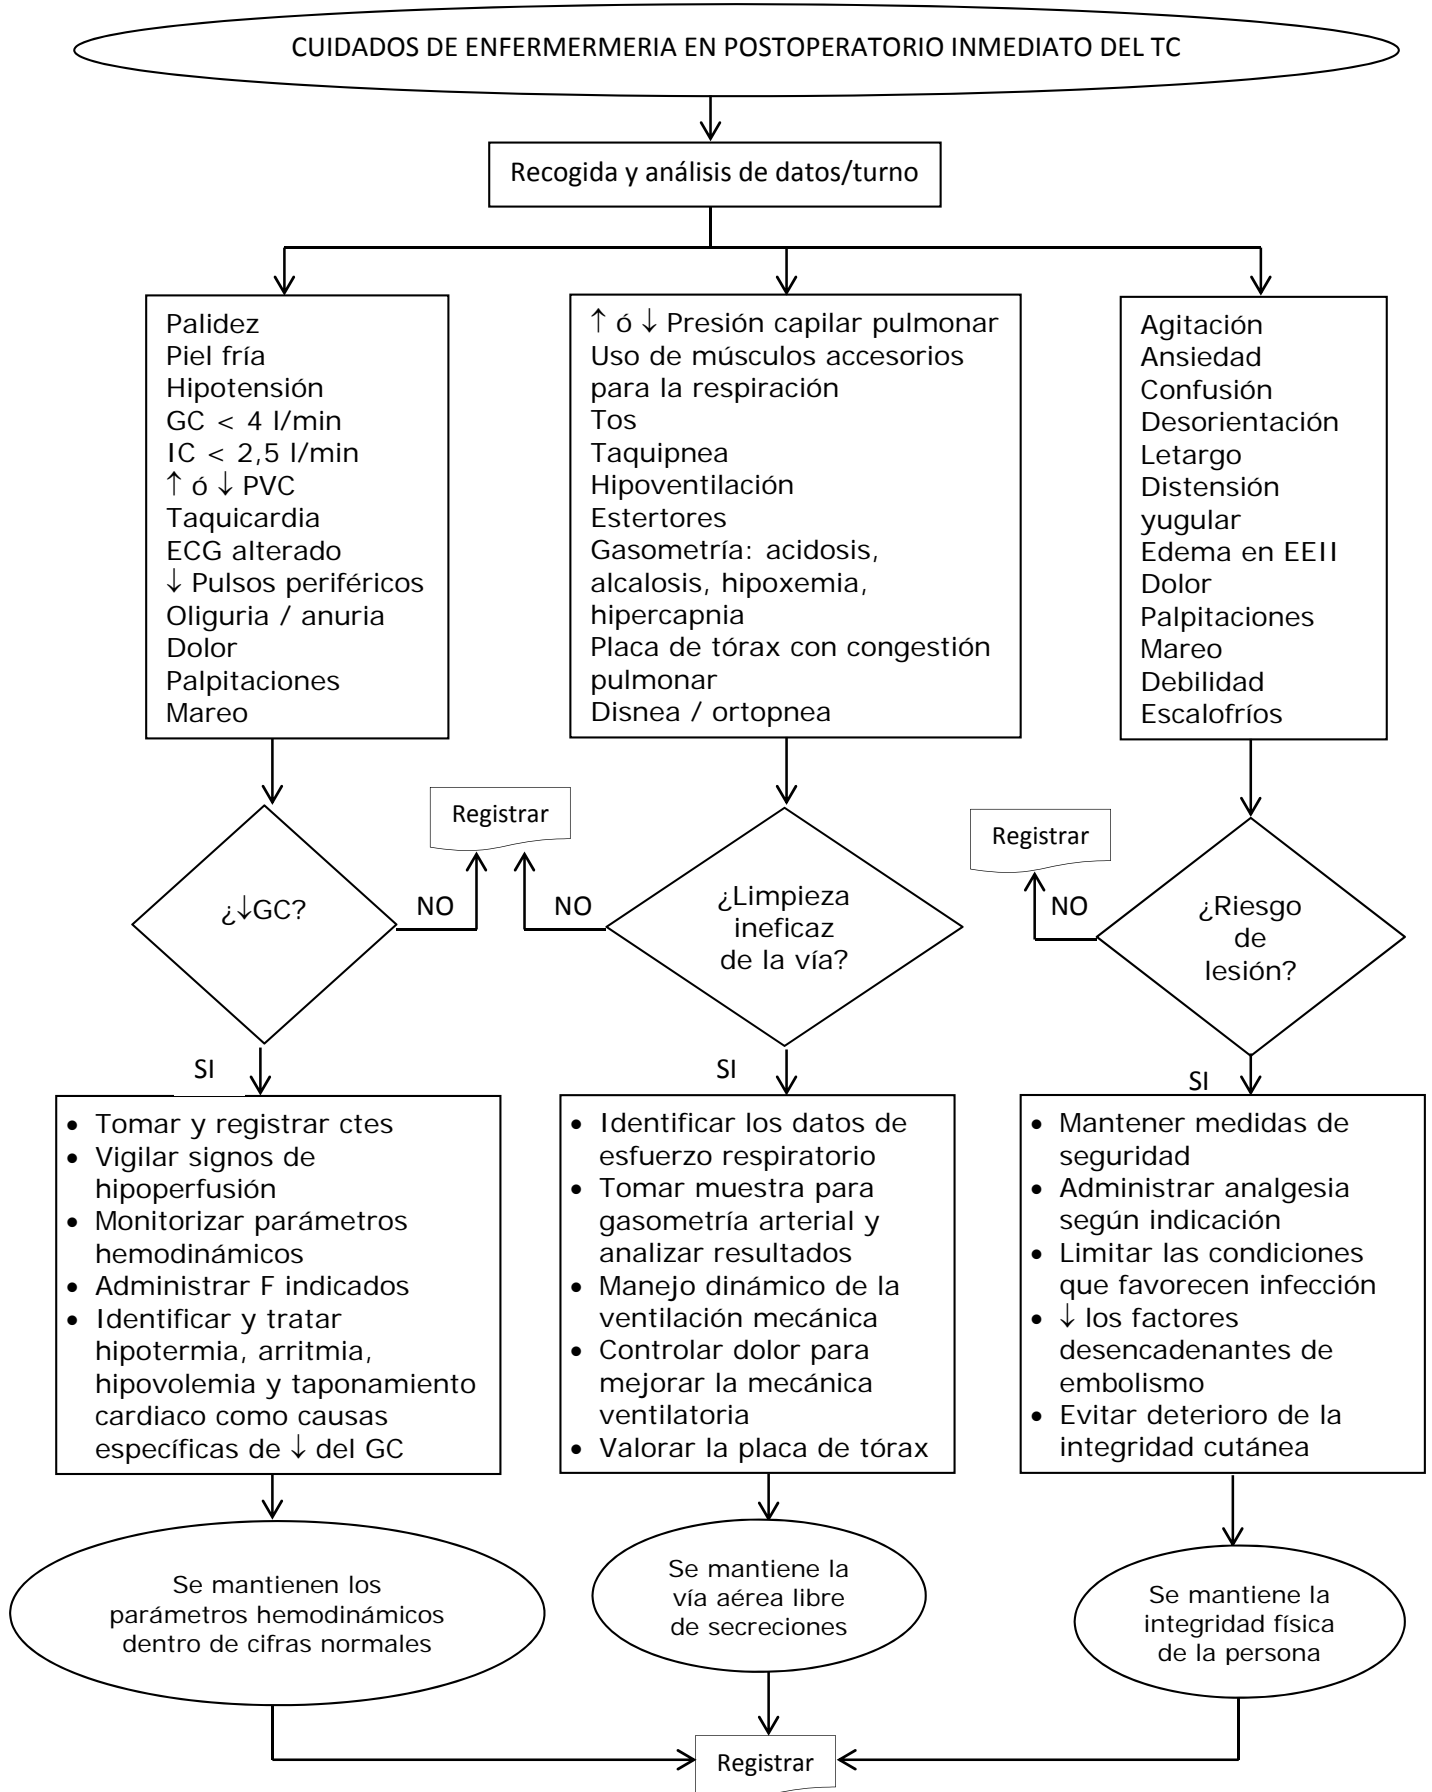 CUIDADOS DE ENFERMERMERIA EN POSTOPERATORIO INMEDIATO DEL TC
Recogida y análisis de datos/turno
Palidez
Piel fría
Hipotensión
GC < 4 l/min
IC < 2,5 l/min
↑ ó ↓ PVC
Taquicardia
ECG alterado
↓ Pulsos periféricos
Oliguria / anuria
Dolor
Palpitaciones
Mareo
↑ ó ↓ Presión capilar pulmonar
Uso de músculos accesorios
para la respiración
Tos
Taquipnea
Hipoventilación
Estertores
Gasometría: acidosis,
alcalosis, hipoxemia,
hipercapnia
Placa de tórax con congestión
pulmonar
Disnea / ortopnea
Agitación
Ansiedad
Confusión
Desorientación
Letargo
Distensión
yugular
Edema en EEII
Dolor
Palpitaciones
Mareo
Debilidad
Escalofríos
¿↓GC?
NO
Registrar
NO
¿Limpieza
ineficaz
de la vía?
Registrar
NO
¿Riesgo
de
lesión?
SI
SI
SI
• Tomar y registrar ctes
• Vigilar signos de
hipoperfusión
• Monitorizar parámetros
hemodinámicos
• Administrar F indicados
• Identificar y tratar
hipotermia, arritmia,
hipovolemia y taponamiento
cardiaco como causas
específicas de ↓ del GC
• Identificar los datos de
esfuerzo respiratorio
• Tomar muestra para
gasometría arterial y
analizar resultados
• Manejo dinámico de la
ventilación mecánica
• Controlar dolor para
mejorar la mecánica
ventilatoria
• Valorar la placa de tórax
• Mantener medidas de
seguridad
• Administrar analgesia
según indicación
• Limitar las condiciones
que favorecen infección
• ↓ los factores
desencadenantes de
embolismo
• Evitar deterioro de la
integridad cutánea
Se mantienen los
parámetros hemodinámicos
dentro de cifras normales
Se mantiene la
vía aérea libre
de secreciones
Se mantiene la
integridad física
de la persona
Registrar